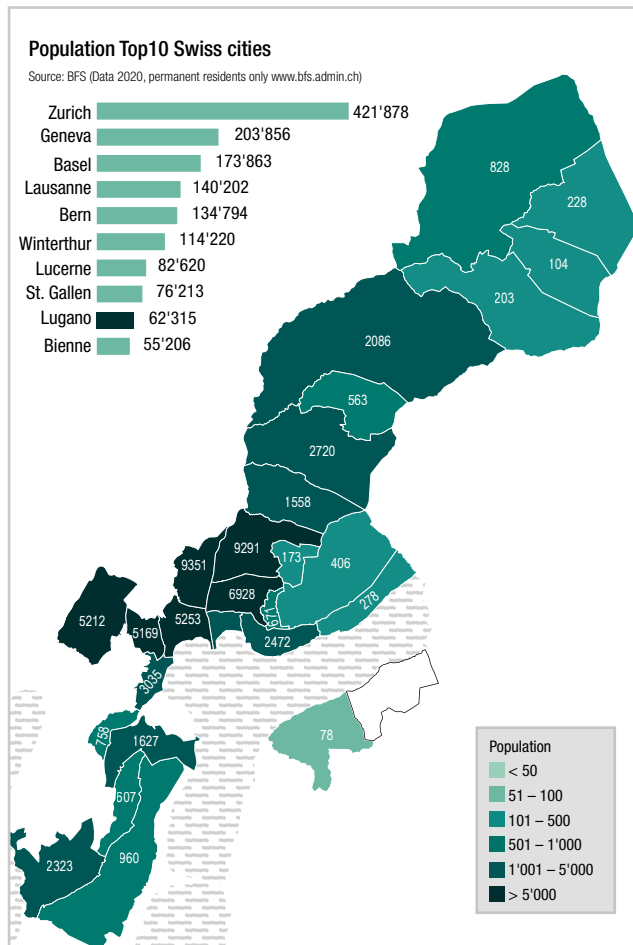 Population Top10 Swiss cities
Source: BFS (Data 2020, permanent residents only www.bfs.admin.ch)
Zurich 421'878
Geneva 203'856
Basel 173'863
Lausanne 140'202
Bern 134'794
Winterthur 114'220
Lucerne 82'620
St. Gallen 76'213
Lugano 62'315
Bienne 55'206
828
228
104
203
2086
563
2720
1558
9291
9351
173
406
6928
278
671
5212
5169
5253
2472
3035
758
1627
78
607
960
2323
Population
< 50
51 – 100
101 – 500
501 – 1'000
1'001 – 5'000
> 5'000